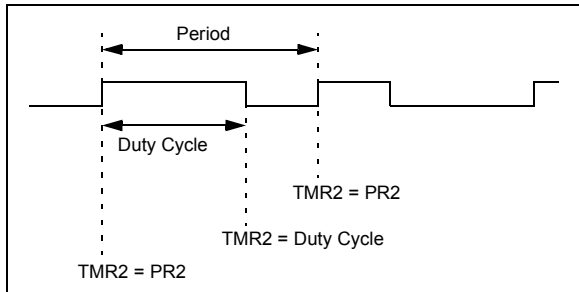 Period
Duty Cycle
TMR2 = PR2
TMR2 = Duty Cycle
TMR2 = PR2